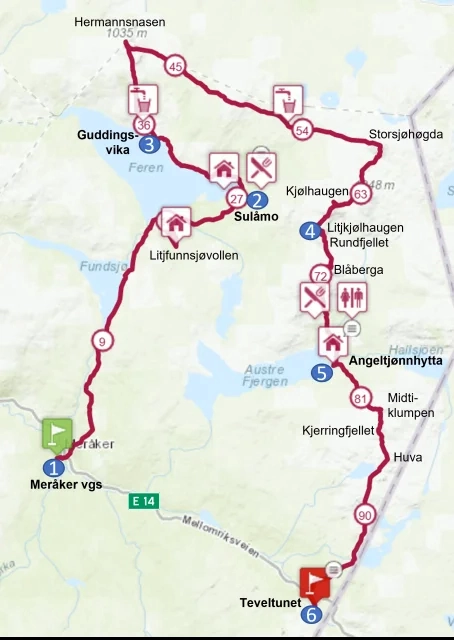 Hermannsnasen
1035 m
45
36
54
Guddings-
vika
3
Storsjøhøgda
Feren
Kjølhaugen
63
48 m
27
2
Sulåmo
4
Litjkjølhaugen
Rundfjellet
Litjfunnsjøvollen
Fundsjø
72
Blåberga
9
Hallsjøen
Angeltjønnhytta
Austre
Fjergen
5
81
Midti-
klumpen
Kjerringfjellet
Meråker
Huva
1
Meråker vgs
E 14
90
Mellomriksveien
Teveltunet
6